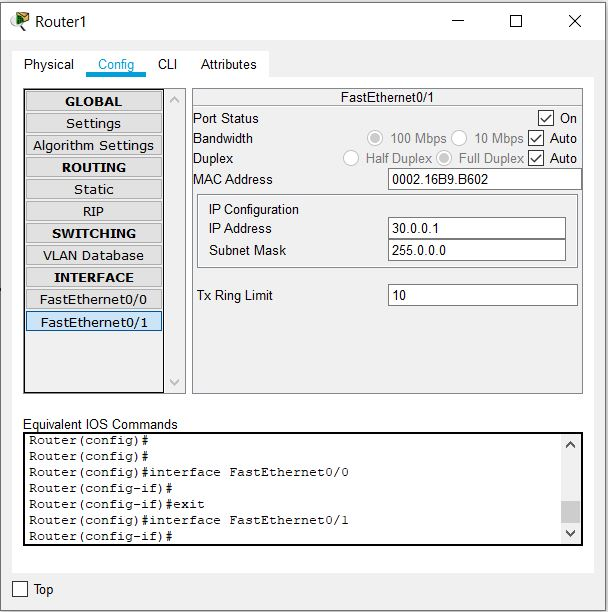 Router1
Physical Config CLI Attributes
GLOBAL
Settings
Algorithm Settings
ROUTING
Static
RIP
SWITCHING
VLAN Database
INTERFACE
FastEthernet0/0
FastEthernet0/1
FastEthernet0/1
Port Status On
Bandwidth 100 Mbps 10 Mbps Auto
Duplex Half Duplex Full Duplex Auto
MAC Address 0002.16B9.B602
IP Configuration
IP Address 30.0.0.1
Subnet Mask 255.0.0.0
Tx Ring Limit 10
Equivalent IOS Commands
Router(config)#
Router(config)#
Router(config)#interface FastEthernet0/0
Router(config-if)#
Router(config-if)#exit
Router(config)#interface FastEthernet0/1
Router(config-if)#
Top